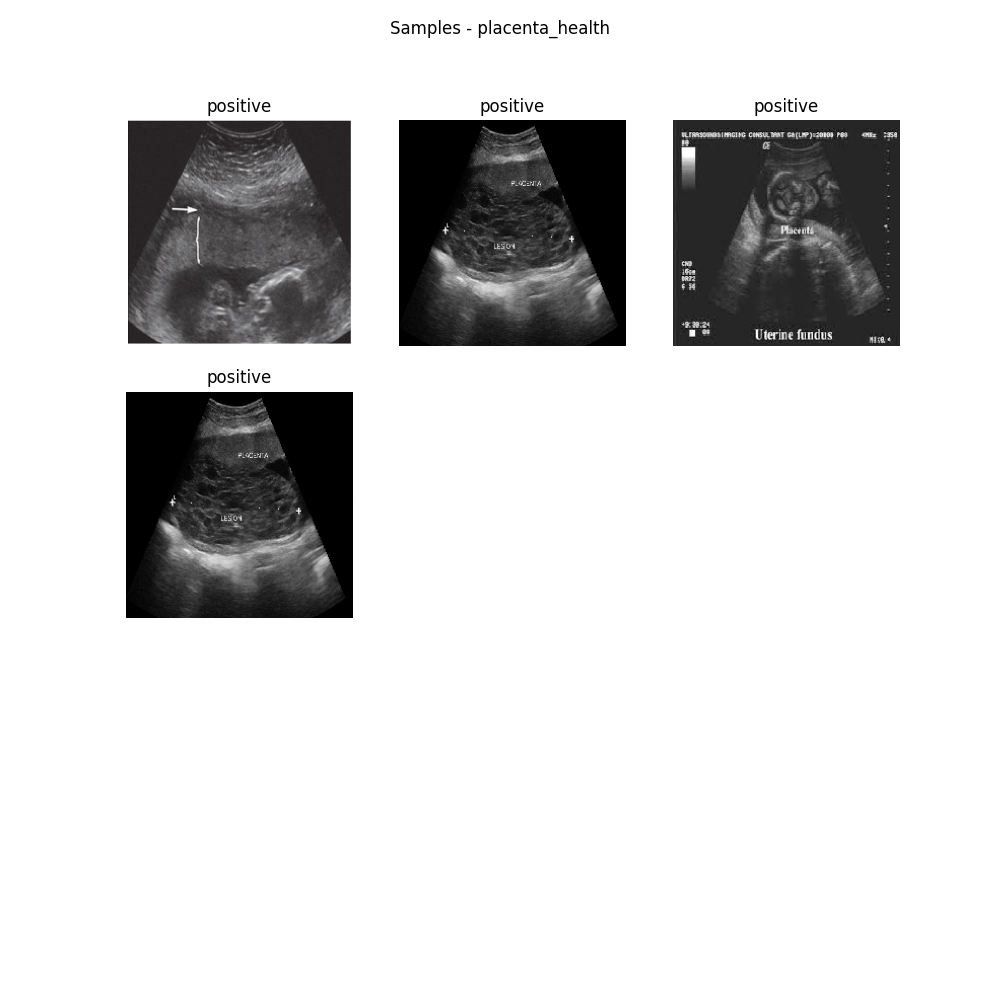 Samples - placenta_health
positive
positive
positive
PLACENTA
LESION
Placenta
Uterine fundus
positive
PLACENTA
LESION